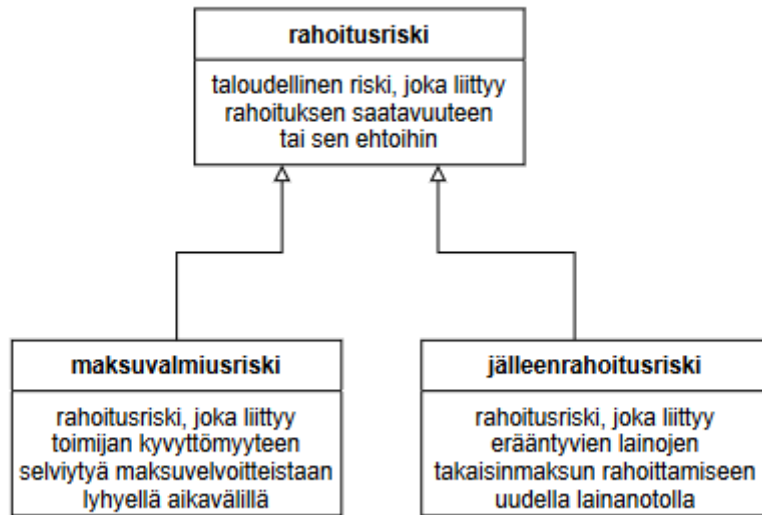 rahoitusriski
taloudellinen riski, joka liittyy
rahoituksen saatavuuteen
tai sen ehtoihin
maksuvalmiusriski
rahoitusriski, joka liittyy
toimijan kyvyttömyyteen
selviytyä maksuvelvoitteistaan
lyhyellä aikavälillä
jälleenrahoitusriski
rahoitusriski, joka liittyy
erääntyvien lainojen
takaisinmaksun rahoittamiseen
uudella lainanotolla